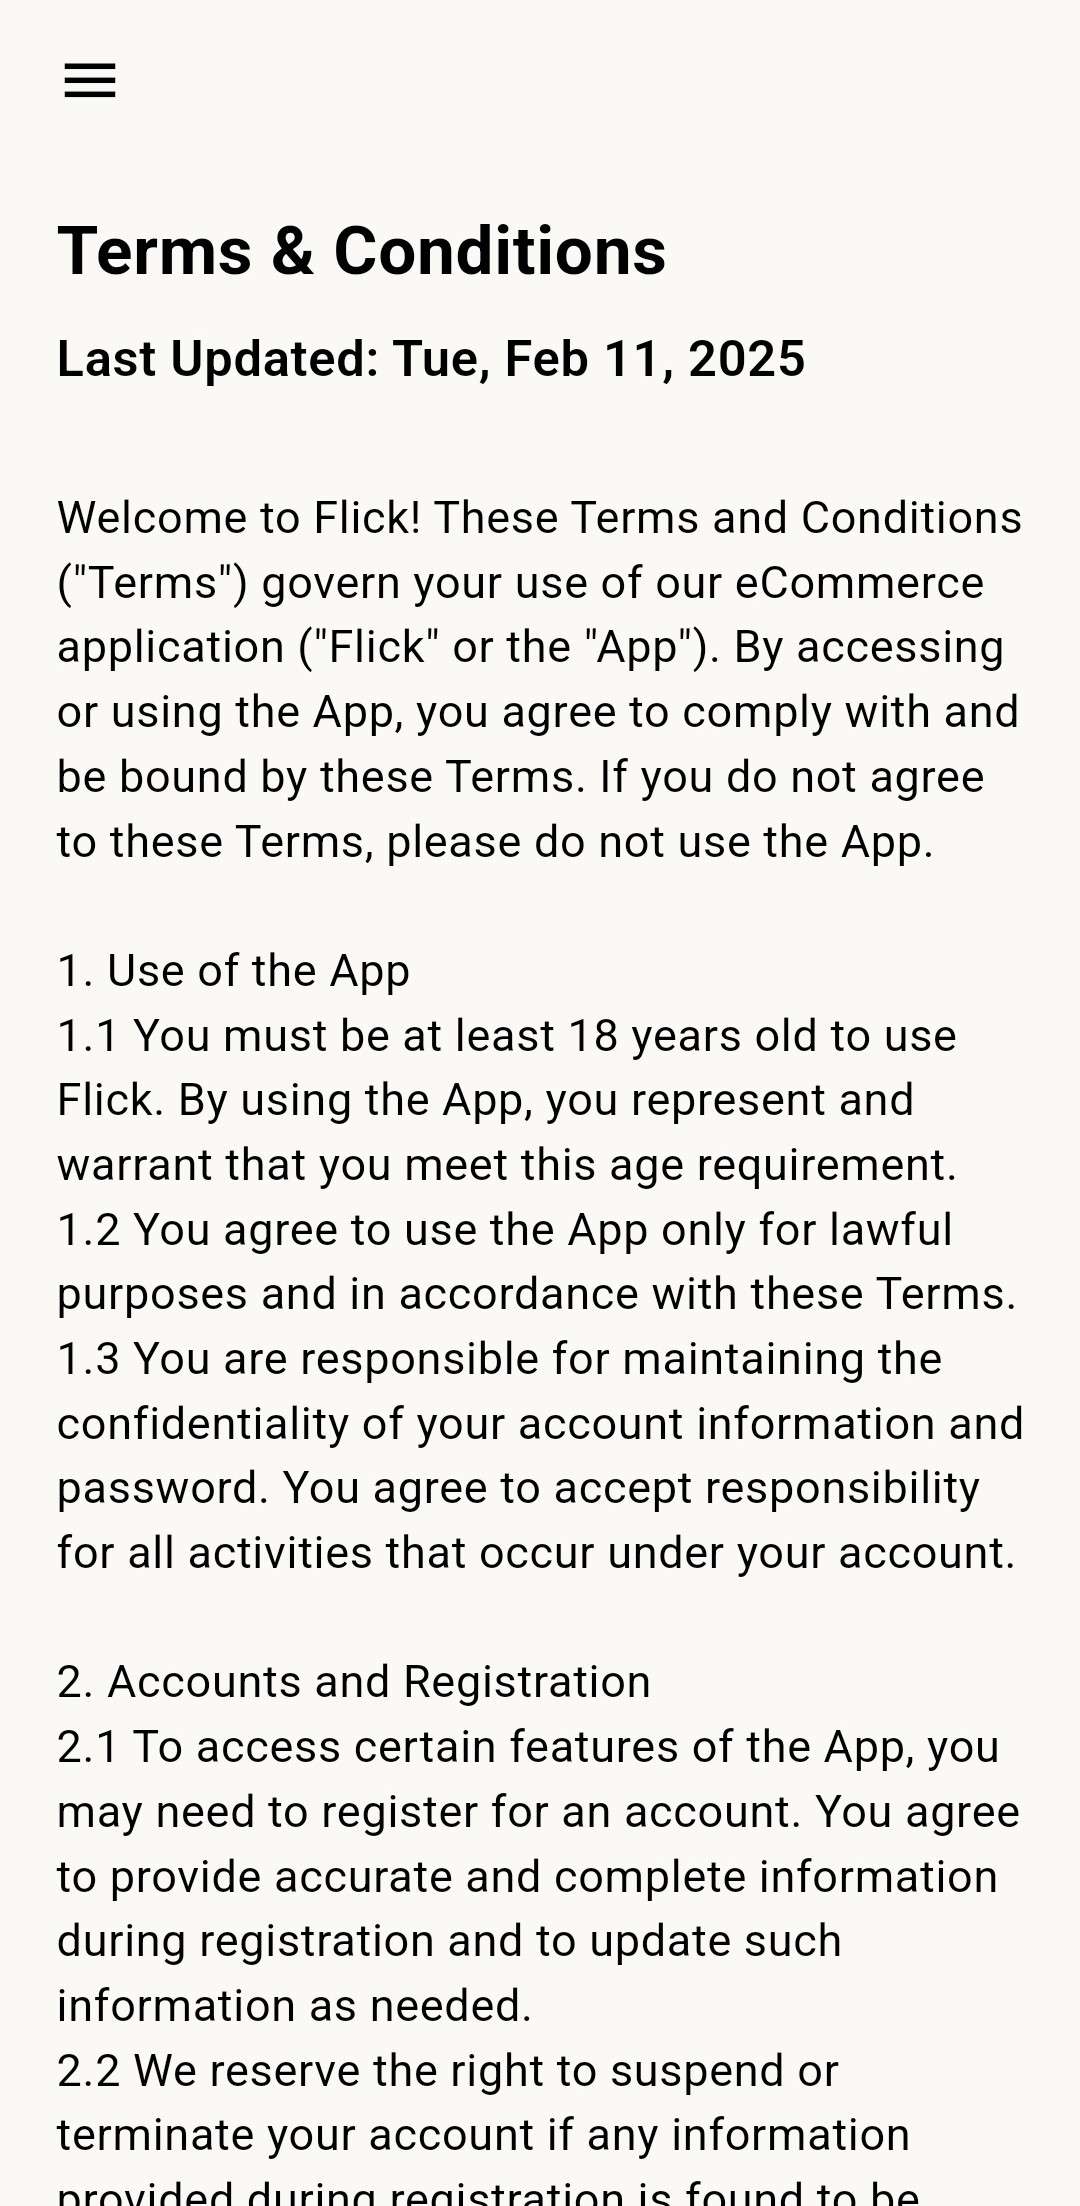 Terms & Conditions
Last Updated: Tue, Feb 11, 2025
Welcome to Flick! These Terms and Conditions
("Terms") govern your use of our eCommerce
application ("Flick" or the "App"). By accessing
or using the App, you agree to comply with and
be bound by these Terms. If you do not agree
to these Terms, please do not use the App.
1. Use of the App
1.1 You must be at least 18 years old to use
Flick. By using the App, you represent and
warrant that you meet this age requirement.
1.2 You agree to use the App only for lawful
purposes and in accordance with these Terms.
1.3 You are responsible for maintaining the
confidentiality of your account information and
password. You agree to accept responsibility
for all activities that occur under your account.
2. Accounts and Registration
2.1 To access certain features of the App, you
may need to register for an account. You agree
to provide accurate and complete information
during registration and to update such
information as needed.
2.2 We reserve the right to suspend or
terminate your account if any information
provided during registration is found to be